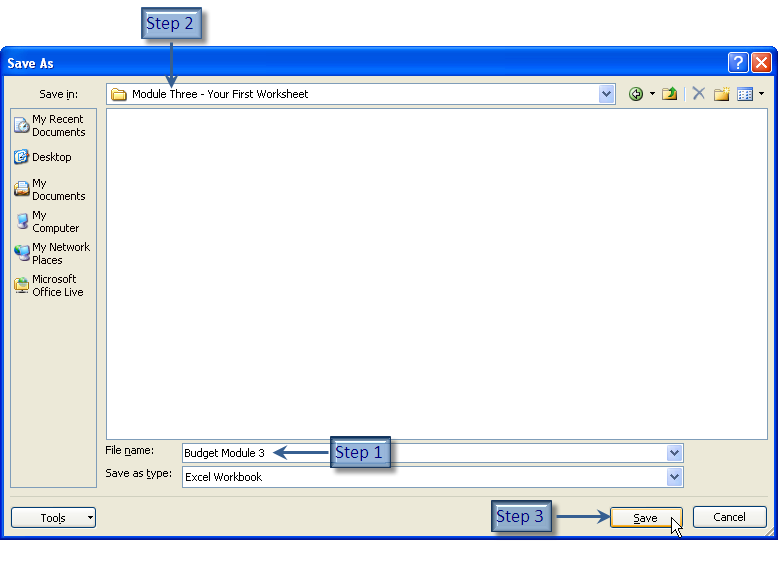 Step 2
Save As
Save in:
Module Three - Your First Worksheet
My Recent
Documents
Desktop
My
Documents
My
Computer
My Network
Places
Microsoft
Office Live
File name:
Budget Module 3
Step 1
Save as type:
Excel Workbook
Tools
Step 3
Save
Cancel